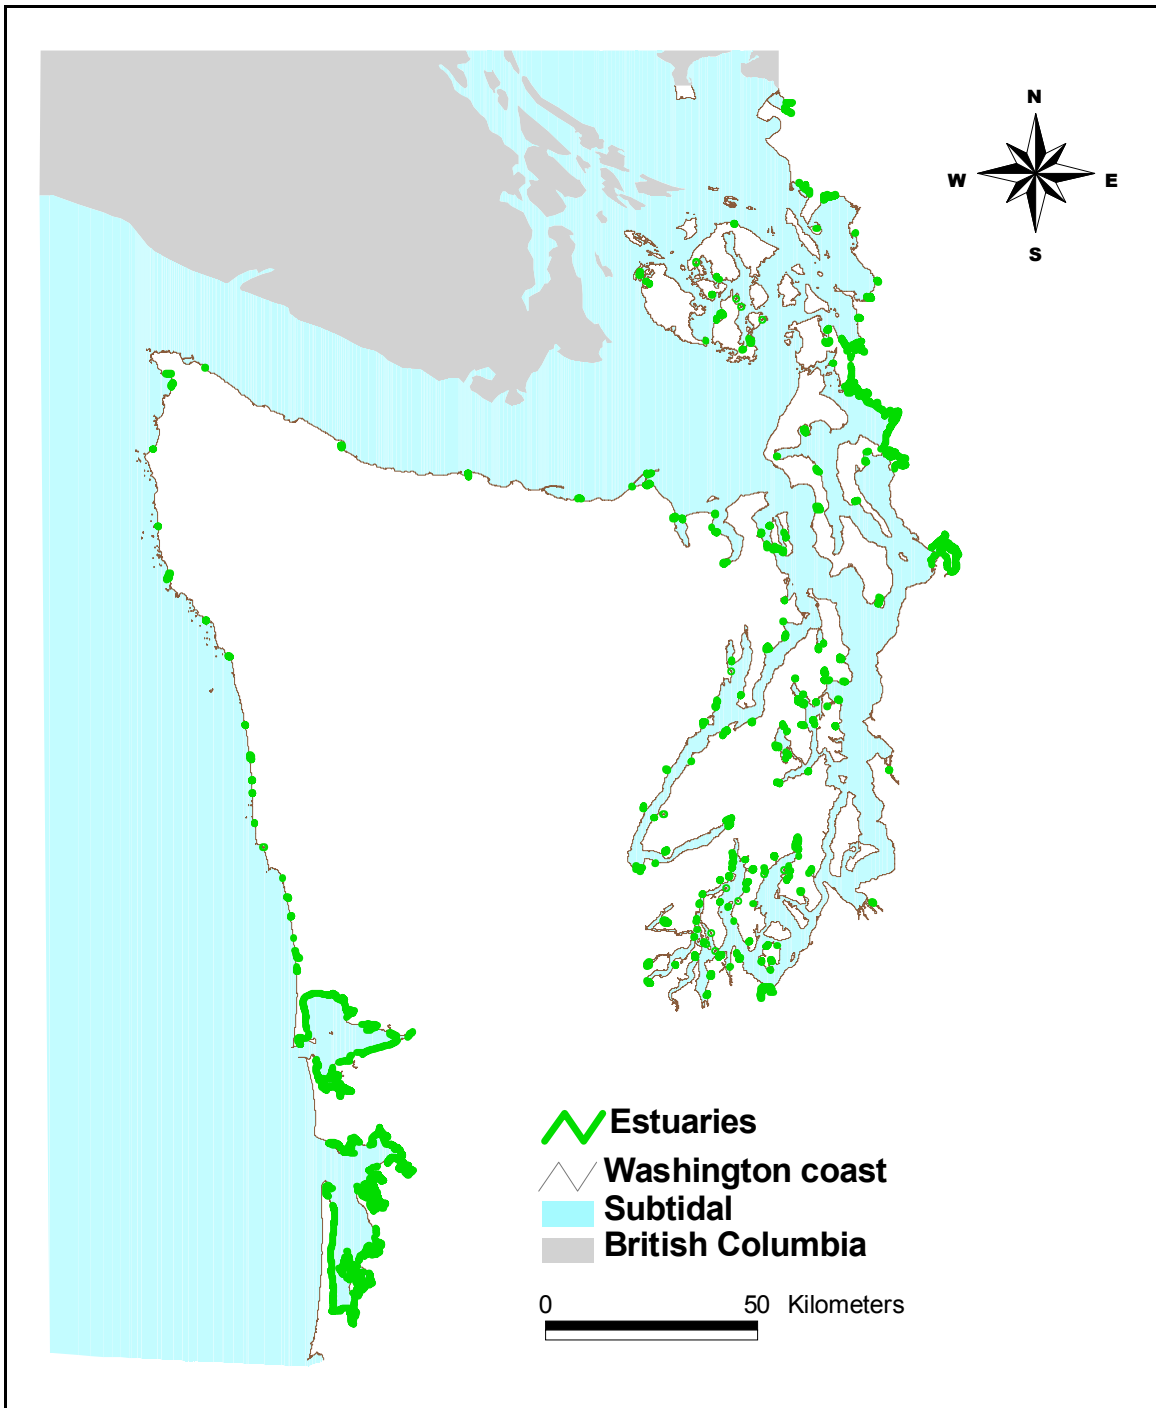 N
W E
S
Estuaries
Washington coast
Subtidal
British Columbia
0 50 Kilometers